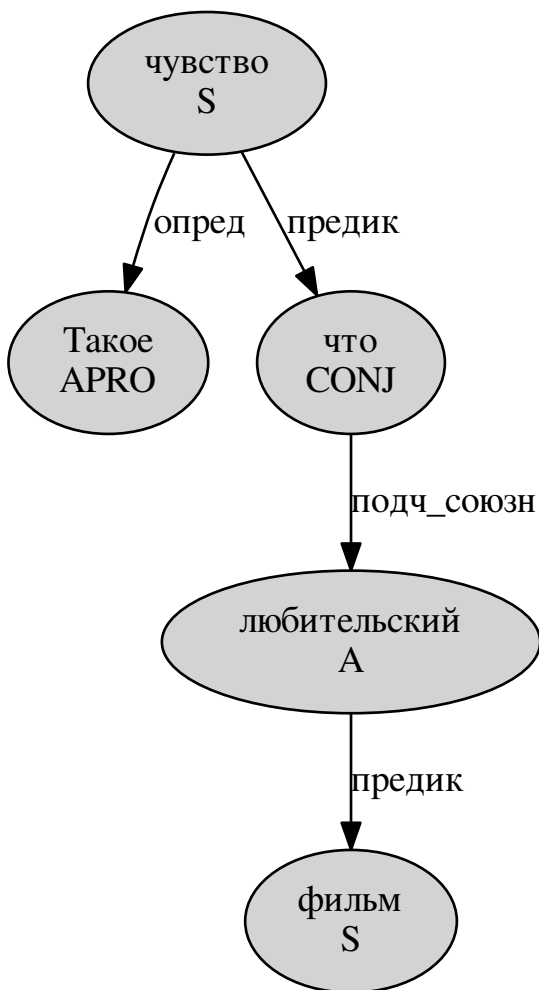 чувство
S
опред
предик
Такое
APRO
что
CONJ
подч_союзн
любительский
A
предик
фильм
S